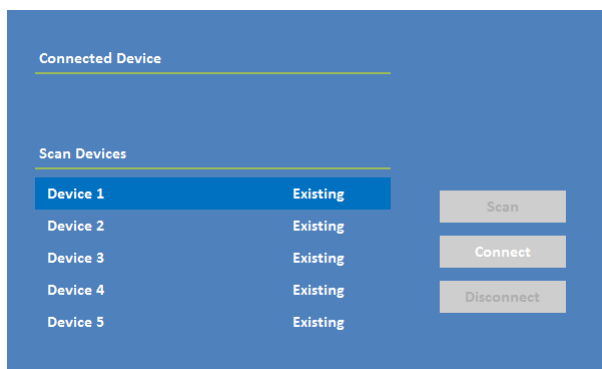 Connected Device
Scan Devices
Device 1 Existing
Device 2 Existing
Device 3 Existing
Device 4 Existing
Device 5 Existing
Scan
Connect
Disconnect